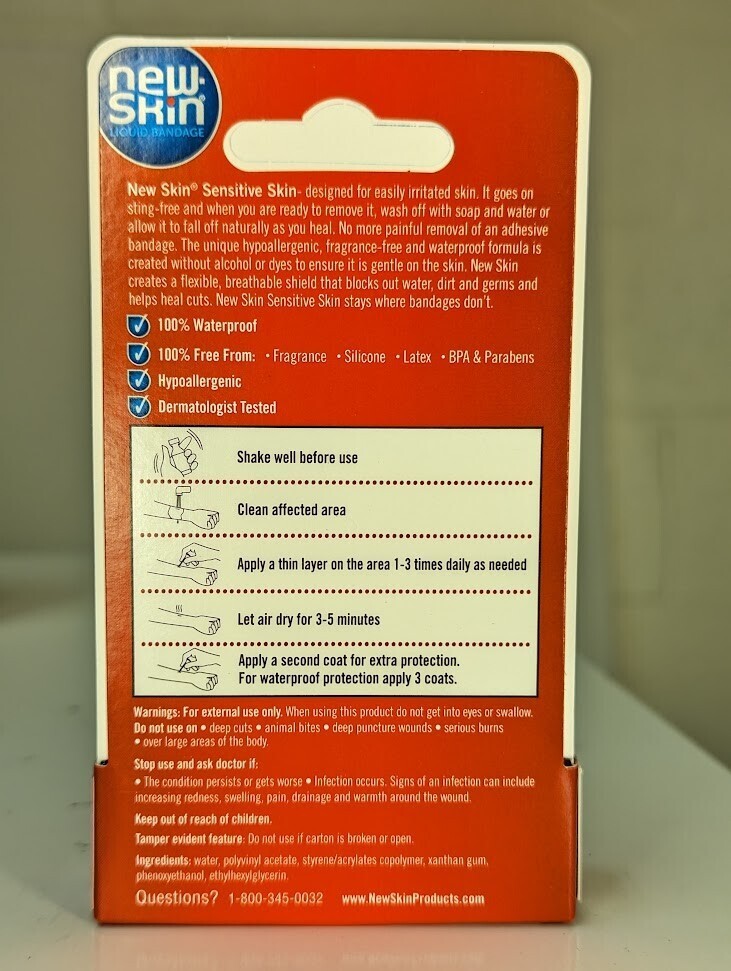 new-
skin®
LIQUID BANDAGE
New Skin® Sensitive Skin- designed for easily irritated skin. It goes on
sting-free and when you are ready to remove it, wash off with soap and water or
allow it to fall off naturally as you heal. No more painful removal of an adhesive
bandage. The unique hypoallergenic, fragrance-free and waterproof formula is
created without alcohol or dyes to ensure it is gentle on the skin. New Skin
creates a flexible, breathable shield that blocks out water, dirt and germs and
helps heal cuts. New Skin Sensitive Skin stays where bandages don't.
100% Waterproof
100% Free From: • Fragrance • Silicone • Latex • BPA & Parabens
Hypoallergenic
Dermatologist Tested
Shake well before use
Clean affected area
Apply a thin layer on the area 1-3 times daily as needed
Let air dry for 3-5 minutes
Apply a second coat for extra protection.
For waterproof protection apply 3 coats.
Warnings: For external use only. When using this product do not get into eyes or swallow.
Do not use on • deep cuts • animal bites • deep puncture wounds • serious burns
• over large areas of the body.
Stop use and ask doctor if:
• The condition persists or gets worse • Infection occurs. Signs of an infection can include
increasing redness, swelling, pain, drainage and warmth around the wound.
Keep out of reach of children.
Tamper evident feature: Do not use if carton is broken or open.
Ingredients: water, polyvinyl acetate, styrene/acrylates copolymer, xanthan gum,
phenoxyethanol, ethylhexylglycerin.
Questions? 1-800-345-0032 www.NewSkinProducts.com